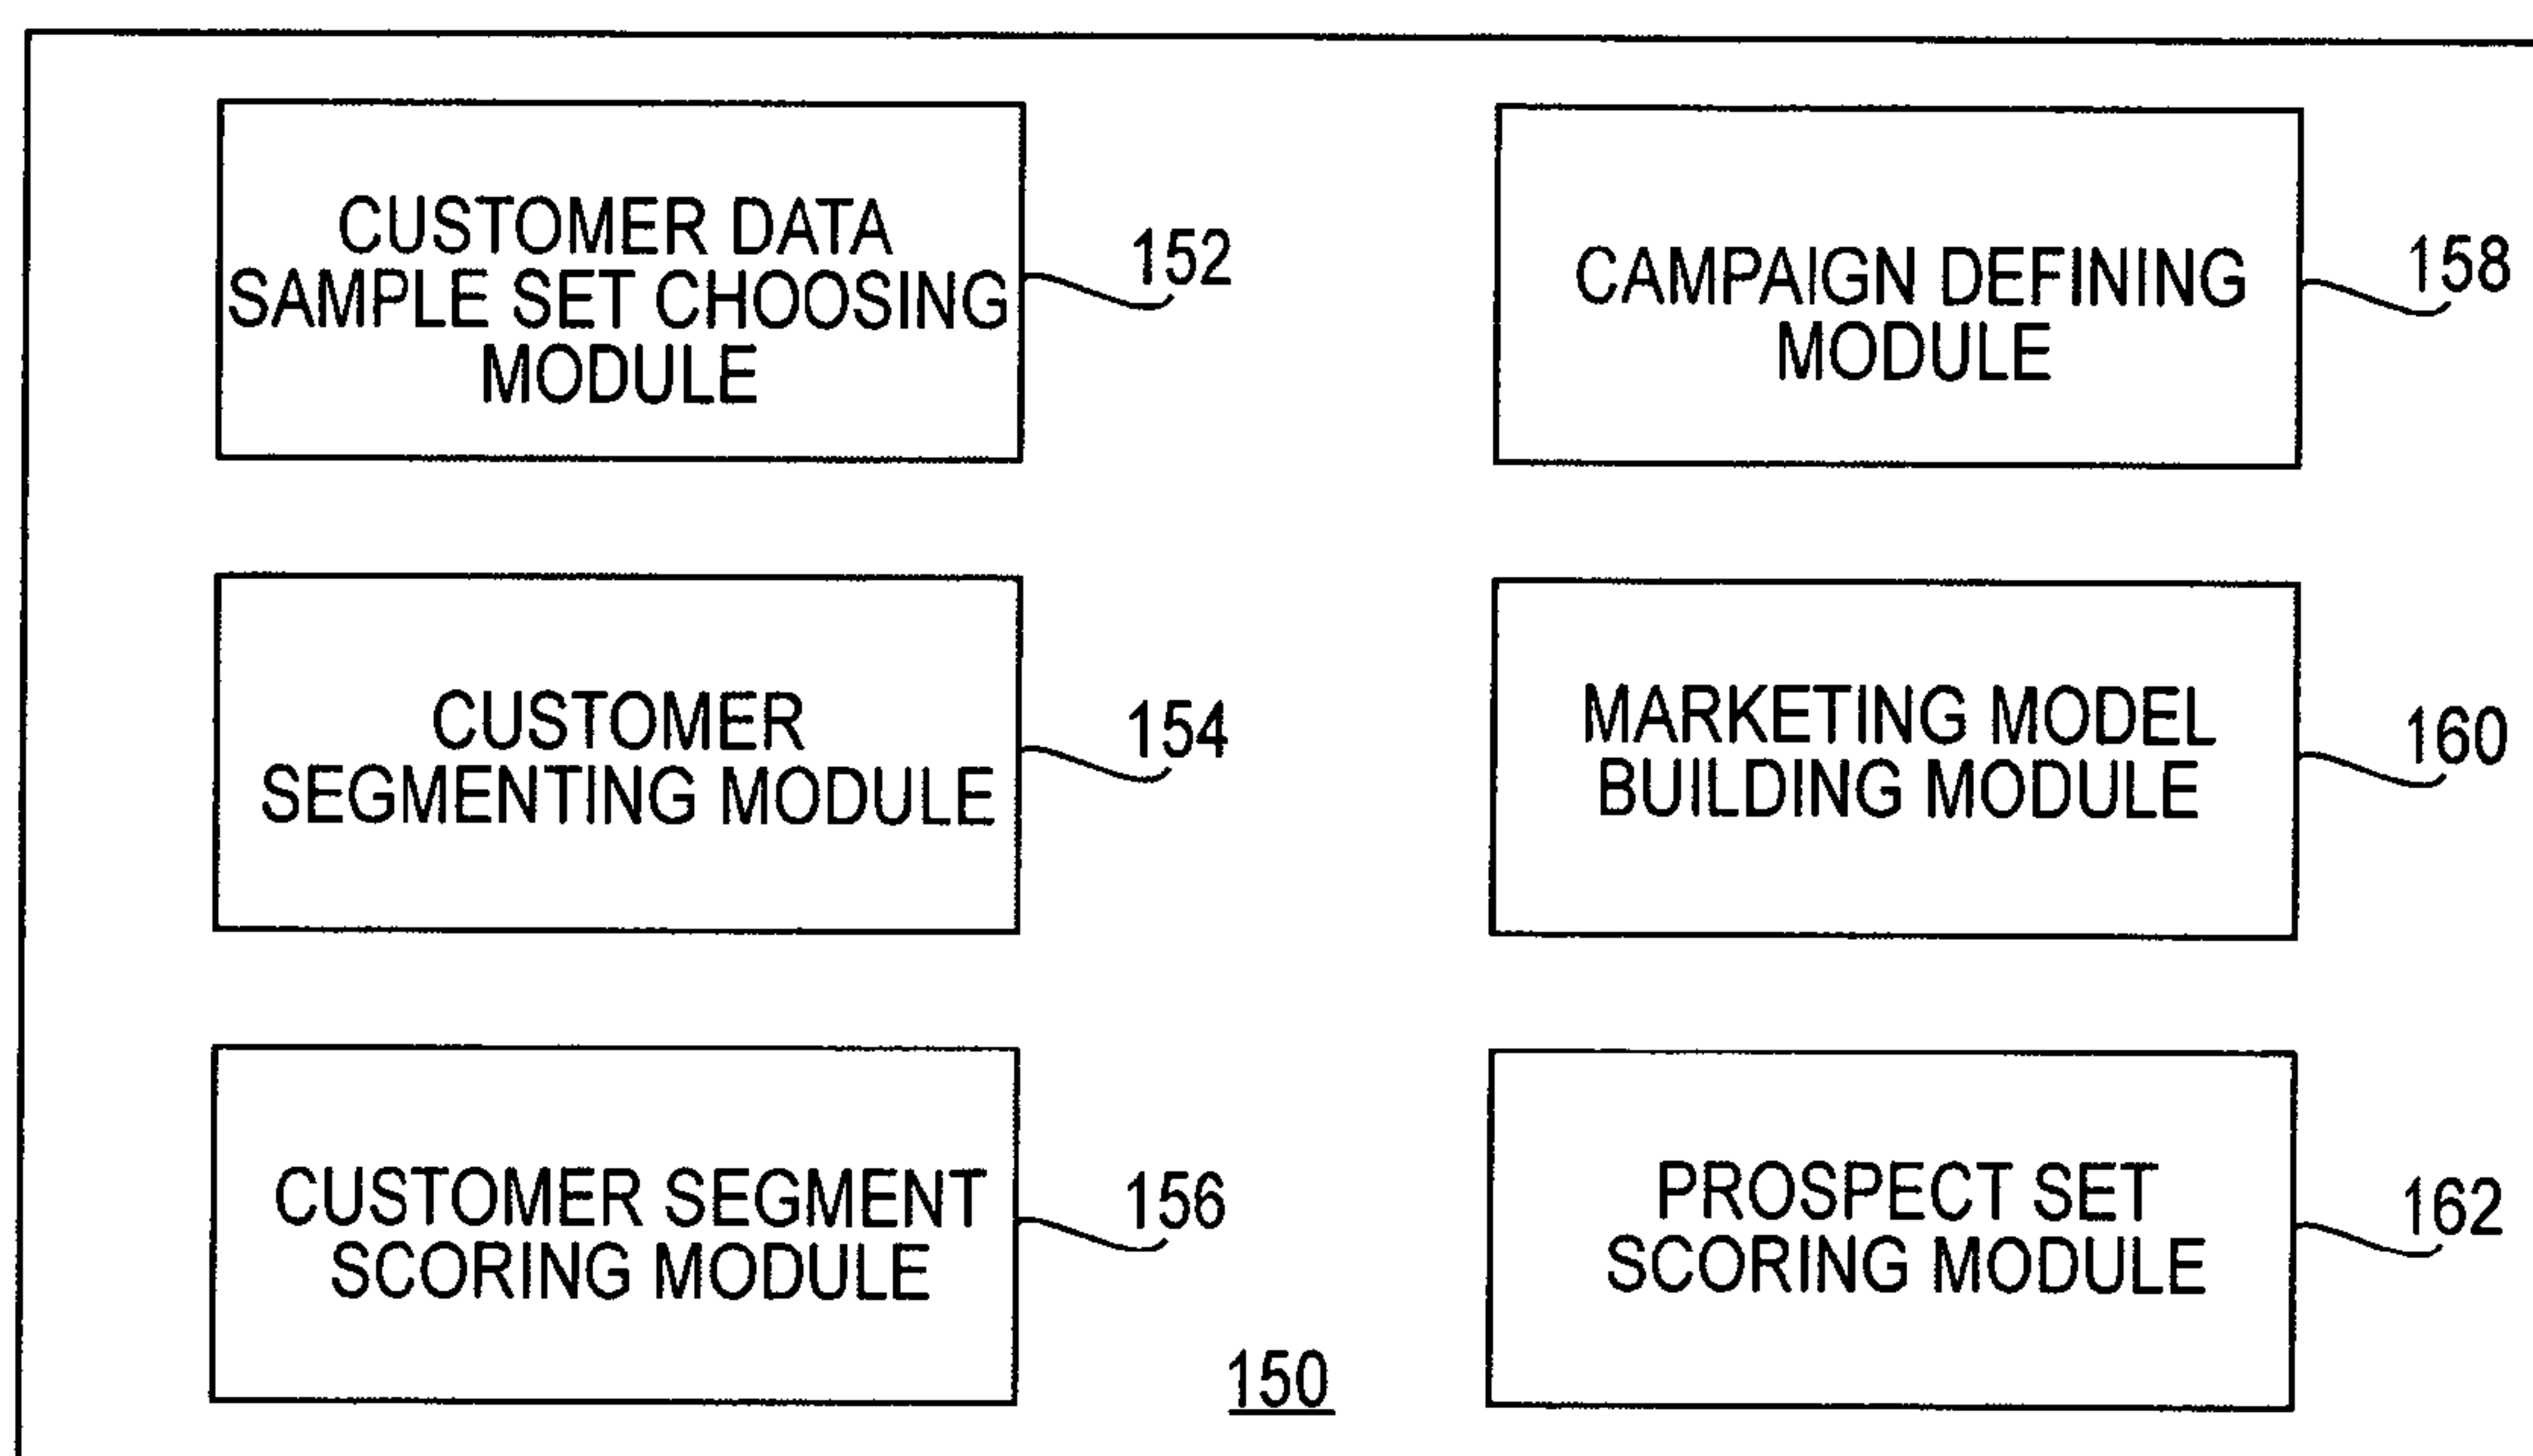 CUSTOMER DATA
SAMPLE SET CHOOSING
MODULE
152
CUSTOMER
SEGMENTING MODULE
154
CUSTOMER SEGMENT
SCORING MODULE
156
CAMPAIGN DEFINING
MODULE
158
MARKETING MODEL
BUILDING MODULE
160
PROSPECT SET
SCORING MODULE
162
150